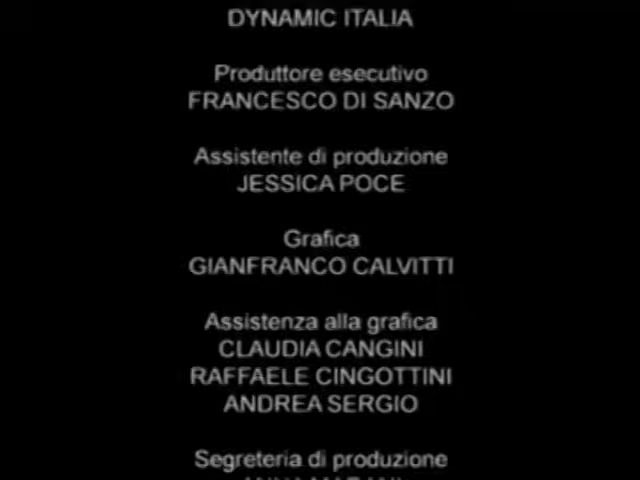 DYNAMIC ITALIA
Produttore esecutivo
FRANCESCO DI SANZO
Assistente di produzione
JESSICA POCE
Grafica
GIANFRANCO CALVITTI
Assistenza alla grafica
CLAUDIA CANGINI
RAFFAELE CINGOTTINI
ANDREA SERGIO
Segreteria di produzione